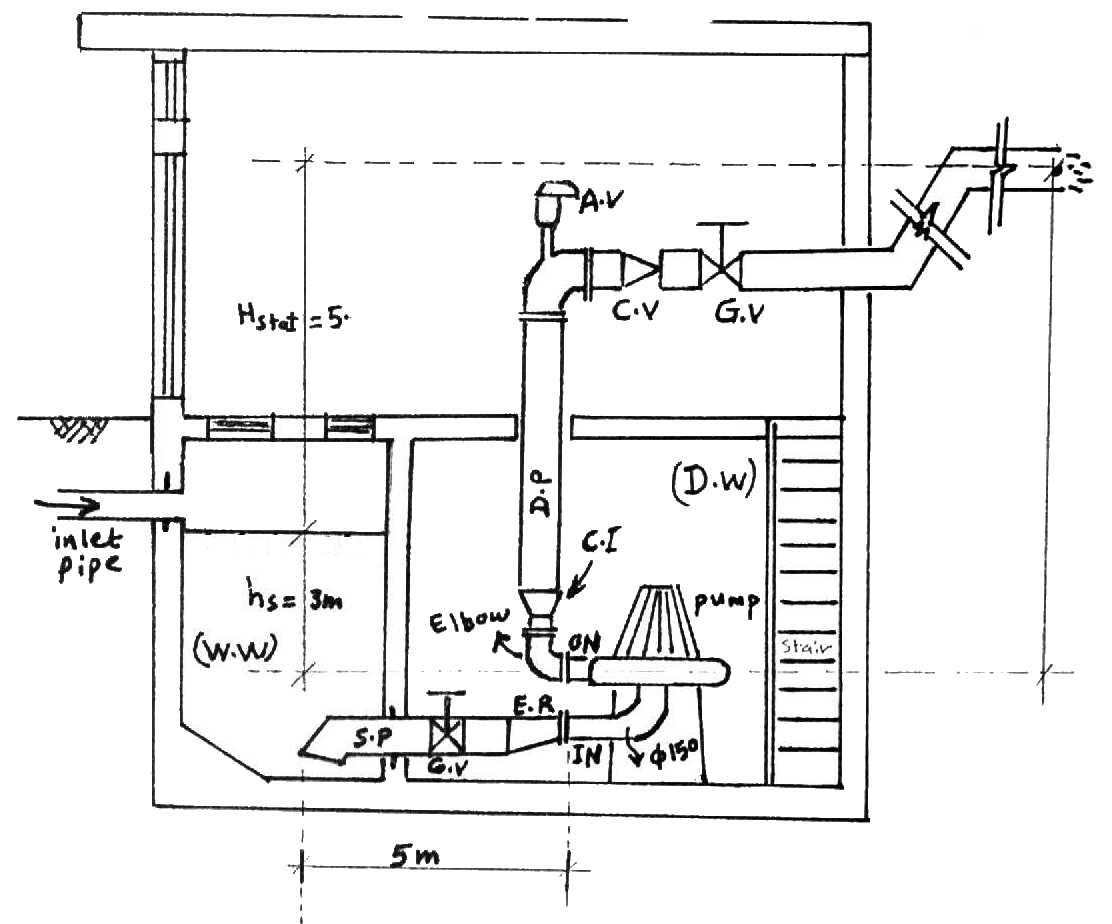 A.V
C.V
G.V
Hstat = 5.
(D.W)
D.P
inlet
pipe
C.I
hs = 3m
pump
Elbow
ON
(W.W)
Stair
E.R
S.P
G.V
IN
ϕ150
5m